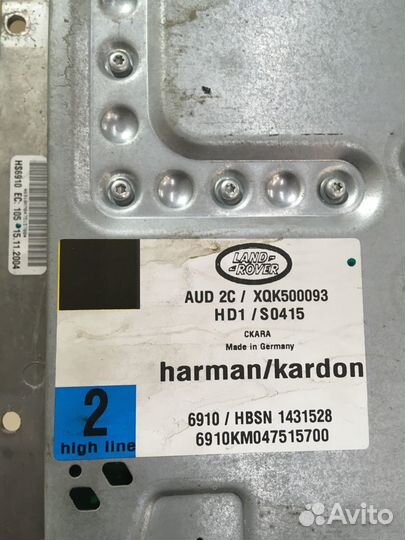 HS6910 EC. 105 15.11.2004
LAND-
-ROVER
AUD 2C / XQK500093
HD1 / S0415
CKARA
Made in Germany
harman/kardon
2
high line
6910 / HBSN 1431528
6910KM047515700
Avito